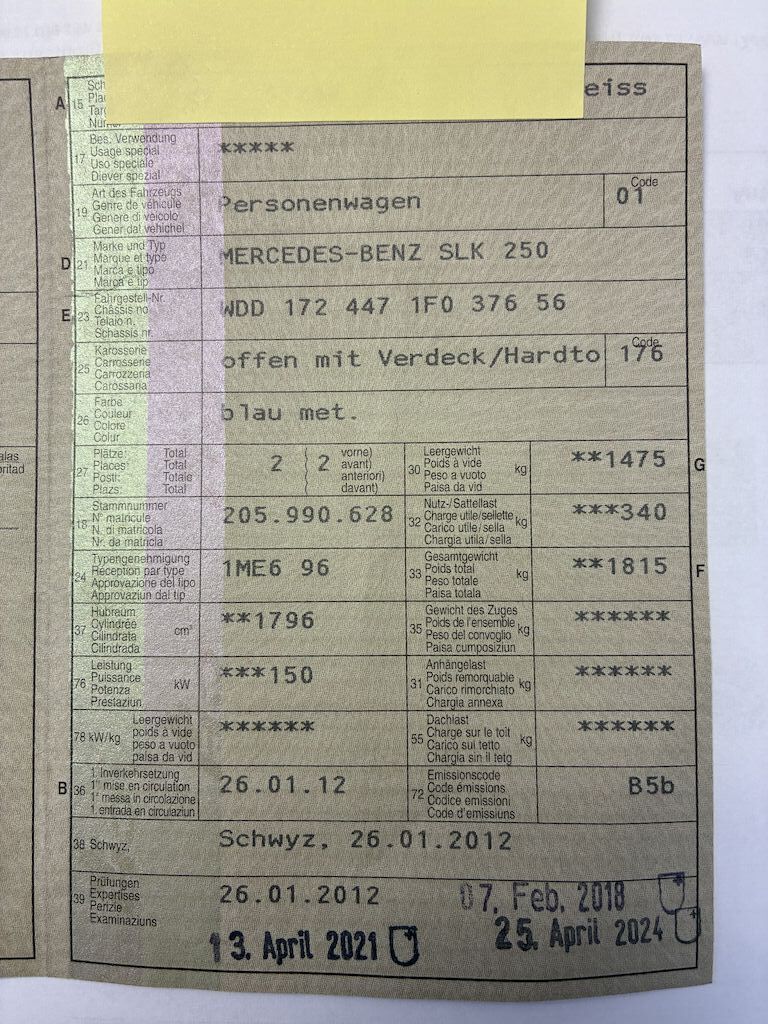 A 15 eiss
17 Bes. Verwendung
Usage spécial
Uso speciale
Diever spezial
*****
19 Art des Fahrzeugs
Genre de véhicule
Genere di veicolo
Gener dal vehichel
Personenwagen
Code
01
D 21 Marke und Typ
Marque et type
Marca e tipo
Marca e tip
MERCEDES-BENZ SLK 250
E 23 Fahrgestell-Nr.
Châssis no
Telaio n.
Schassis nr.
WDD 172 447 1F0 376 56
25 Karosserie
Carrosserie
Carrozzeria
Carossaria
offen mit Verdeck/Hardto
Code
176
26 Farbe
Couleur
Colore
Colur
blau met.
27 Plätze: Total
Places: Total
Posti: Totale
Plazs: Total
2 2 vorne)
avant)
anteriori)
davant)
30 Leergewicht
Poids à vide
Peso a vuoto
Paisa da vid
kg
**1475
G
18 Stammnummer
N° matricule
N. di matricola
Nr. da matricla
205.990.628
32 Nutz-/Sattellast
Charge utile/sellette
Carico utile/sella
Chargia utila/sella
kg
***340
24 Typengenehmigung
Réception par type
Approvazione del tipo
Approvaziun dal tip
1ME6 96
33 Gesamtgewicht
Poids total
Peso totale
Paisa totala
kg
**1815
F
37 Hubraum
Cylindrée
Cilindrata
Cilindrada
cm³
**1796
35 Gewicht des Zuges
Poids de l'ensemble
Peso del convoglio
Paisa cumposiziun
kg
******
76 Leistung
Puissance
Potenza
Prestaziun
kW
***150
31 Anhängelast
Poids remorquable
Carico rimorchiato
Chargia annexa
kg
******
78 kW/kg Leergewicht
poids à vide
peso a vuoto
paisa da vid
******
55 Dachlast
Charge sur le toit
Carico sul tetto
Chargia sin il tetg
kg
******
B 36 1. Inverkehrsetzung
1re mise en circulation
1a messa in circolazione
1. entrada en circulaziun
26.01.12
72 Emissionscode
Code émissions
Codice emissioni
Code d'emissiuns
B5b
38 Schwyz,
Schwyz, 26.01.2012
39 Prüfungen
Expertises
Perizie
Examinaziuns
26.01.2012
07. Feb. 2018
13. April 2021
25. April 2024